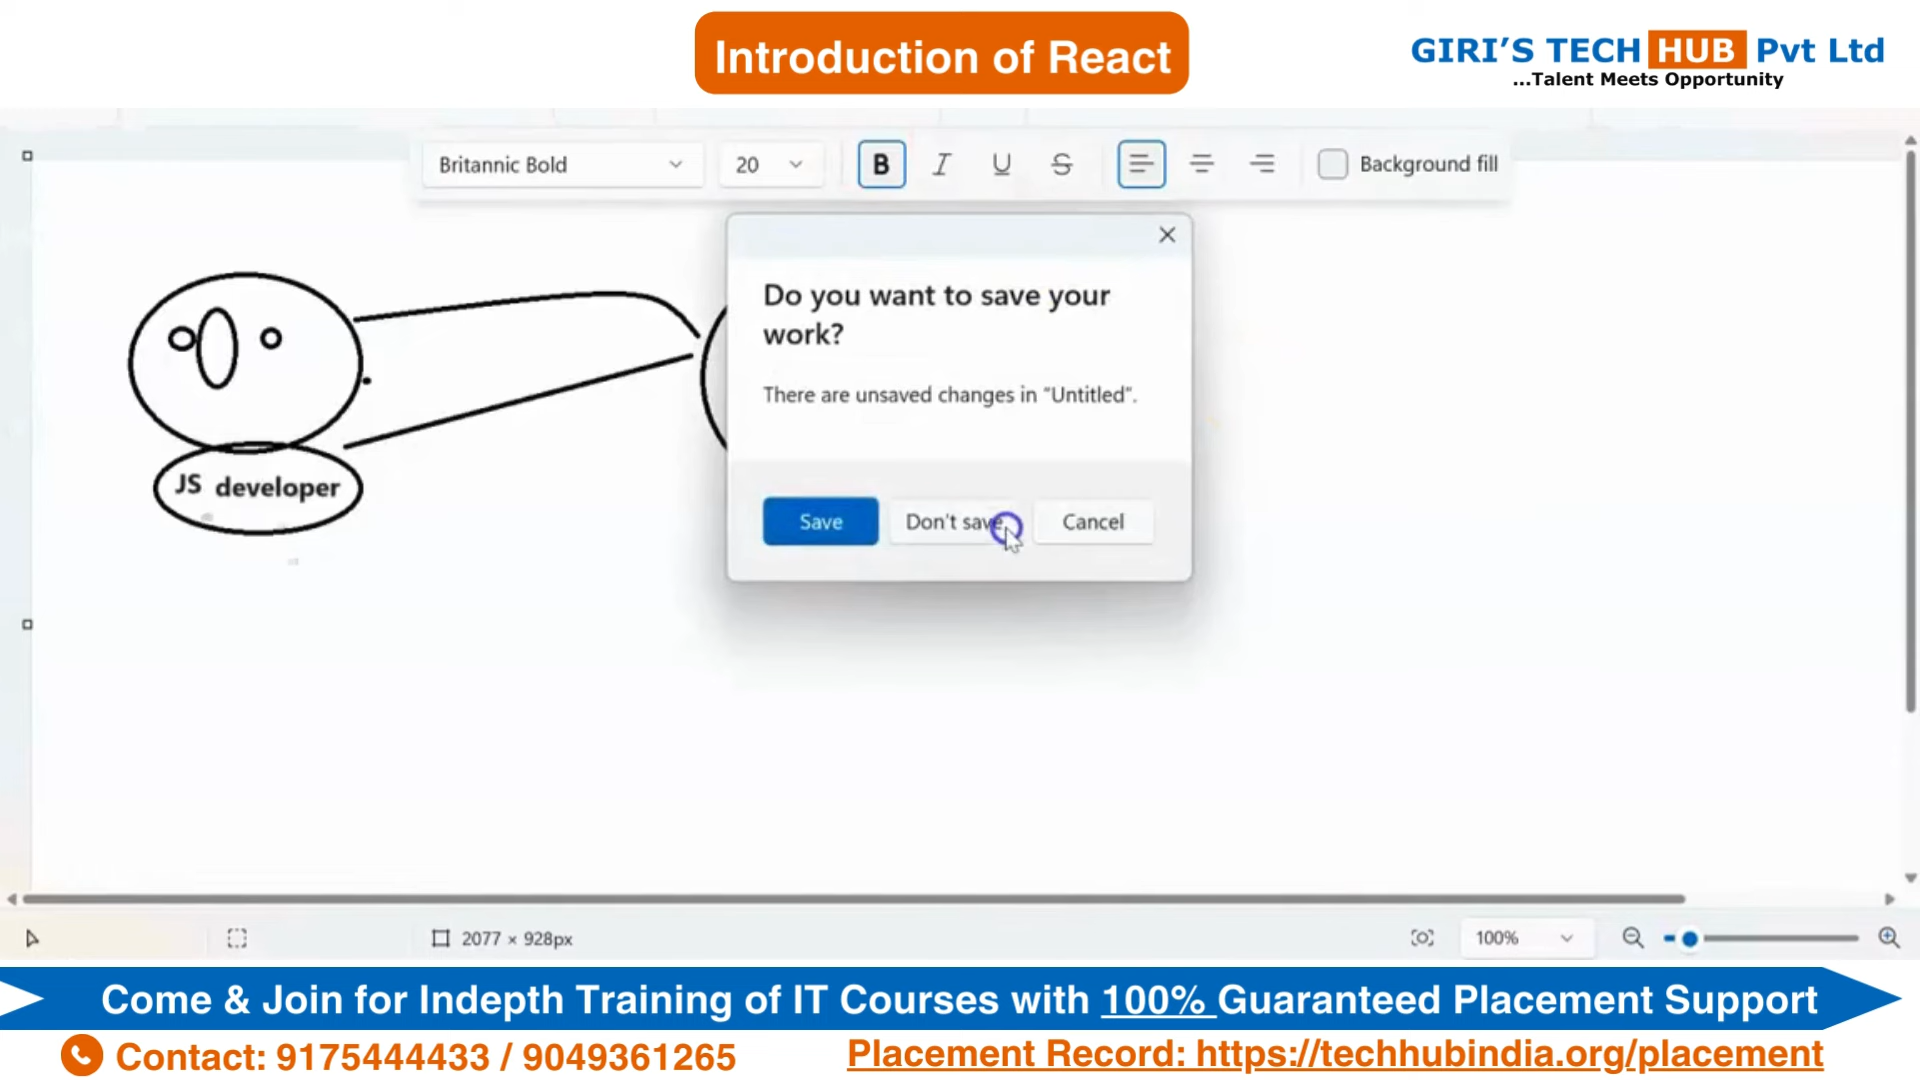 Introduction of React
GIRI'S TECH HUB Pvt Ltd
...Talent Meets Opportunity
Britannic Bold
20
B
I
U
S
Background fill
Do you want to save your
work?
There are unsaved changes in "Untitled".
Save
Don't save
Cancel
JS developer
2077 × 928px
100%
Come & Join for Indepth Training of IT Courses with 100% Guaranteed Placement Support
Contact: 9175444433 / 9049361265
Placement Record: https://techhubindia.org/placement